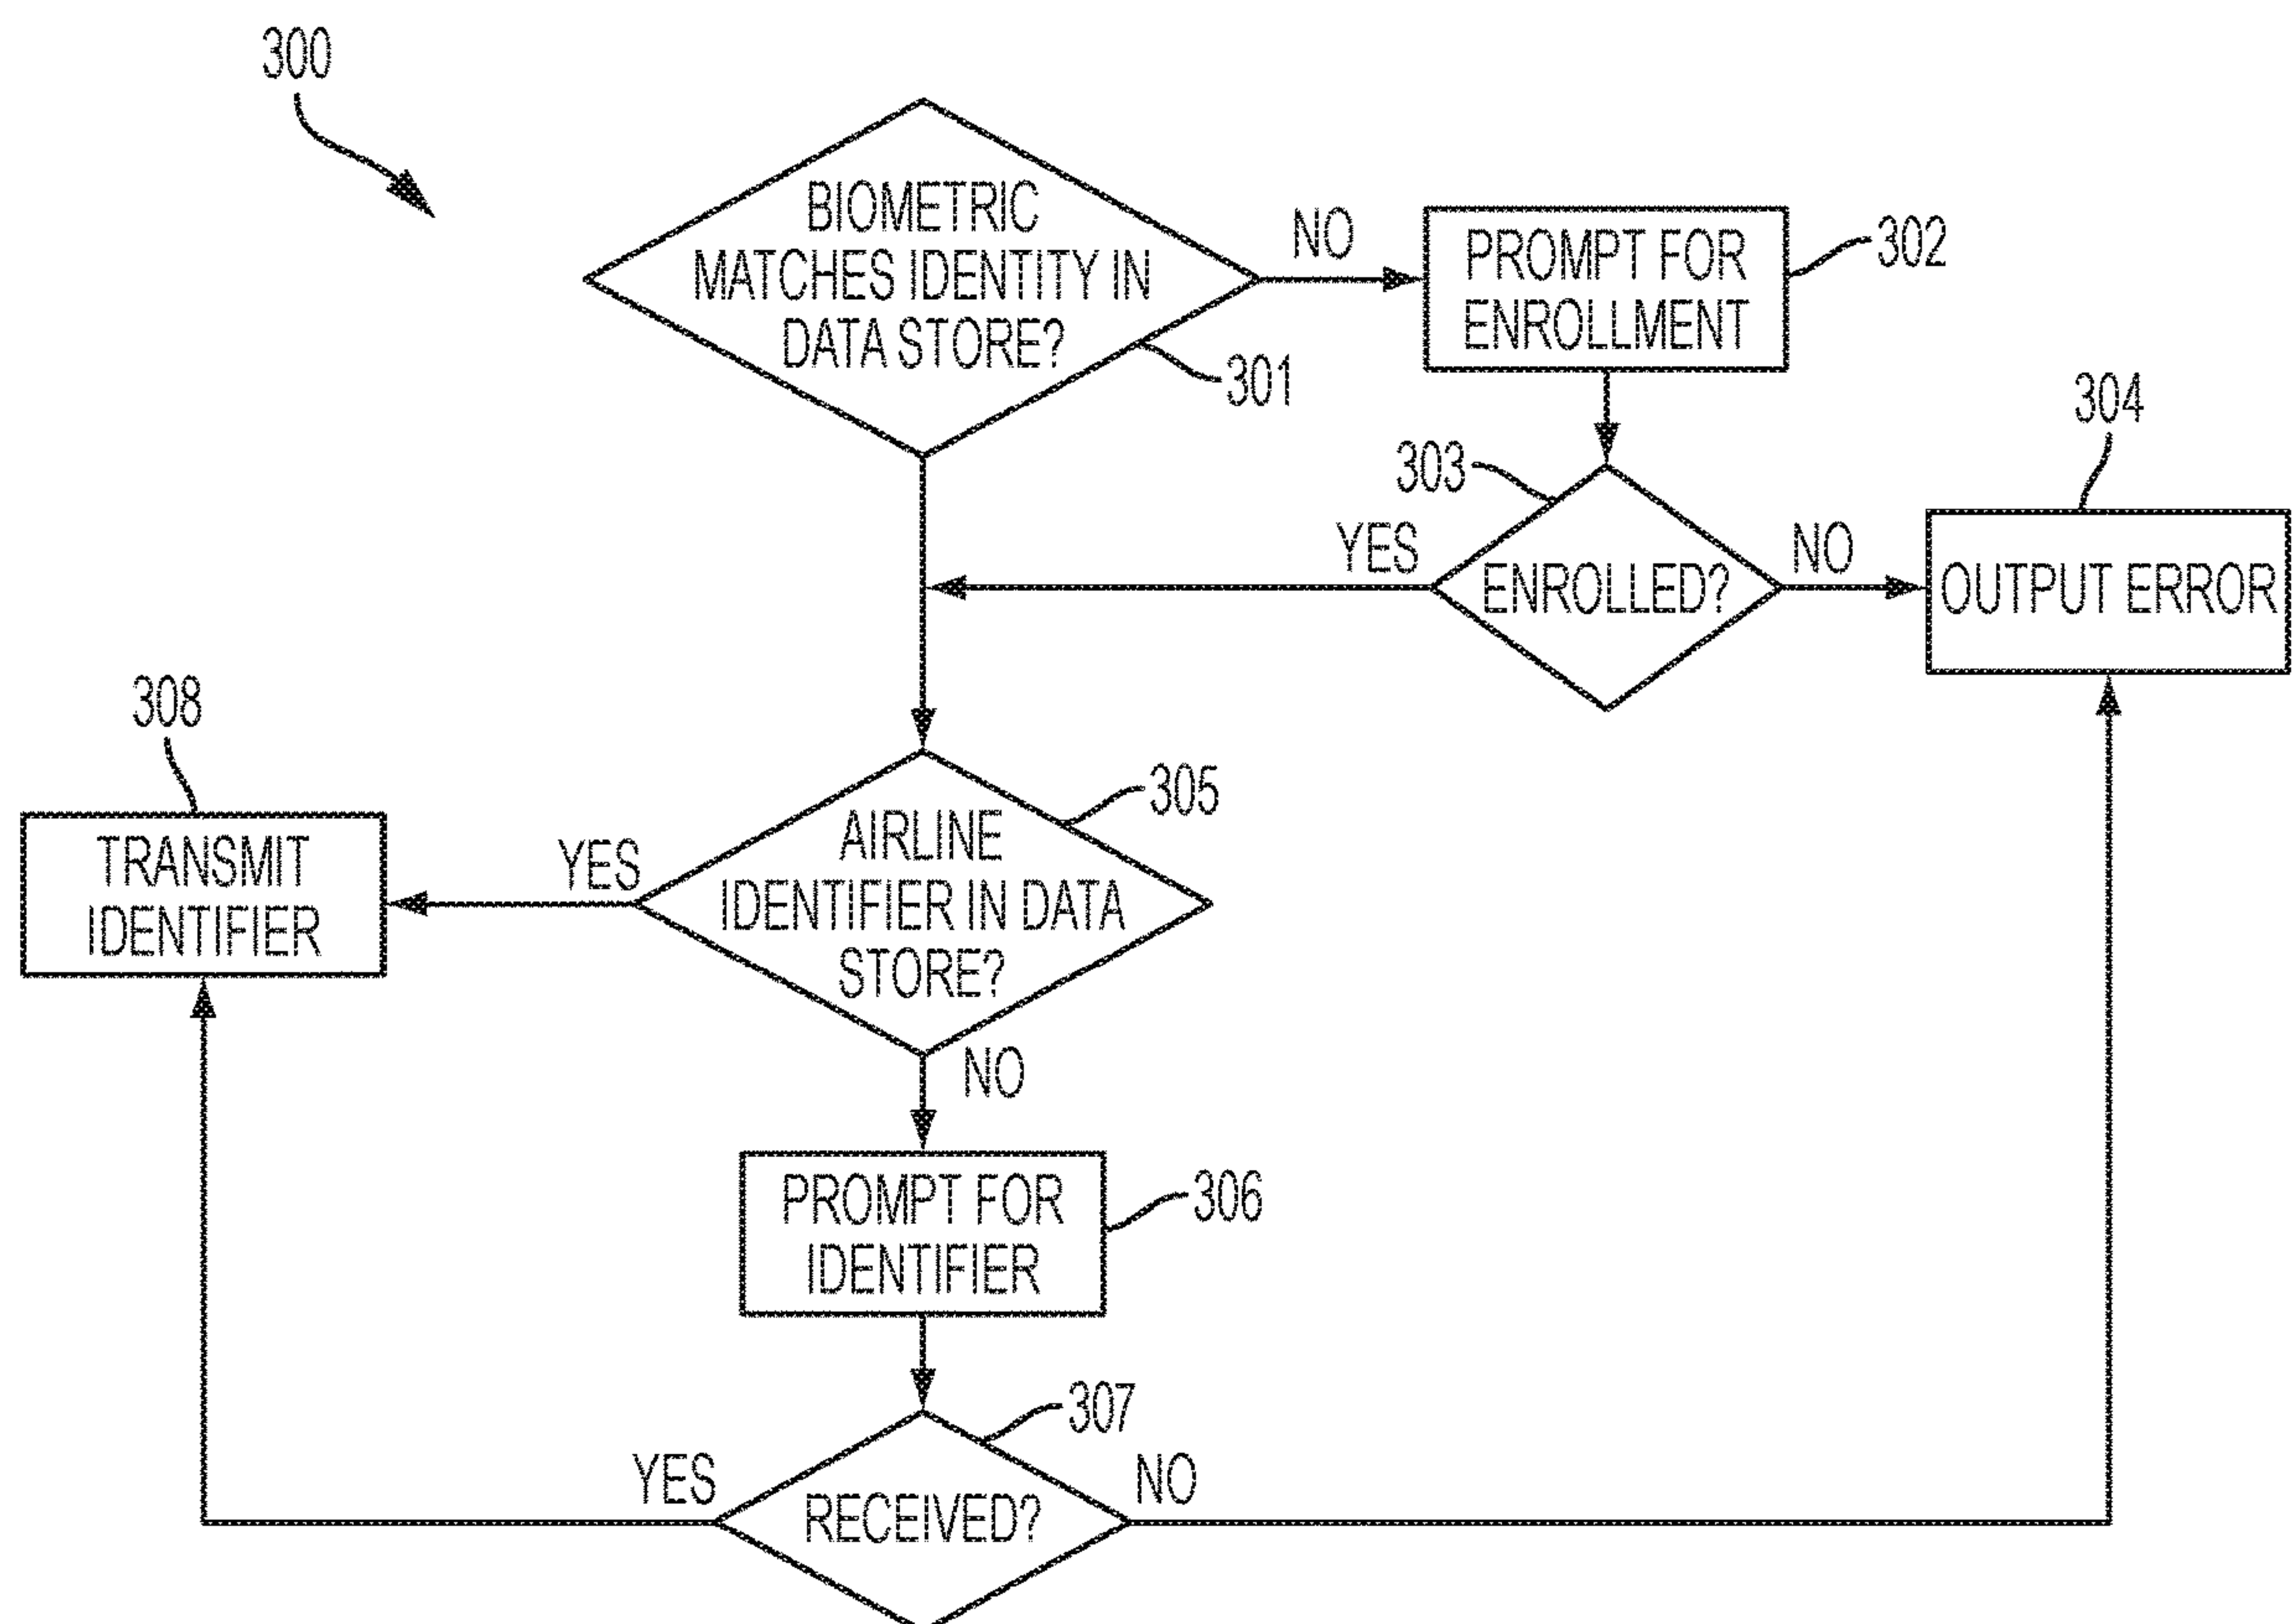 300
BIOMETRIC
MATCHES IDENTITY IN
DATA STORE?
301
NO
PROMPT FOR
ENROLLMENT
302
303
ENROLLED?
YES
NO
304
OUTPUT ERROR
305
AIRLINE
IDENTIFIER IN DATA
STORE?
YES
308
TRANSMIT
IDENTIFIER
NO
PROMPT FOR
IDENTIFIER
306
307
RECEIVED?
YES
NO